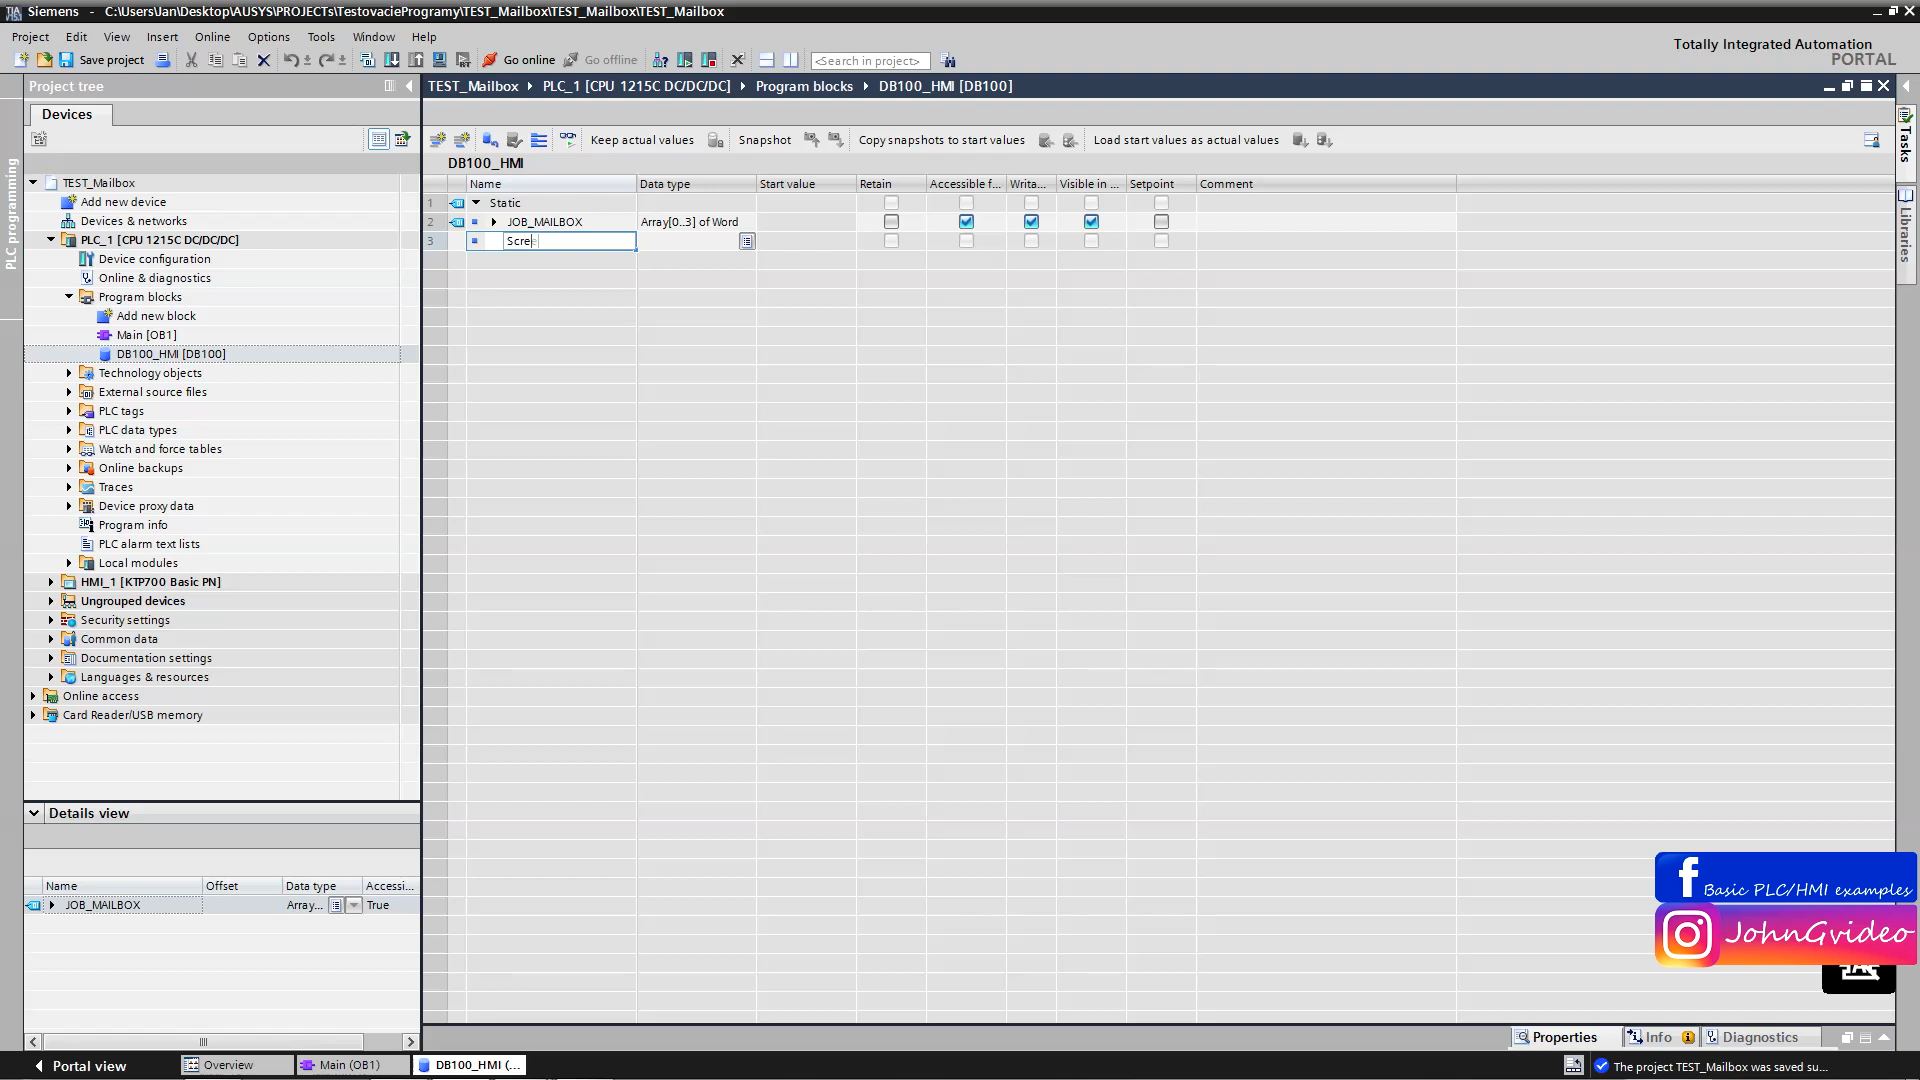 Siemens - C:\Users\Jan\Desktop\AUSYS\PROJECTs\TestovacieProgramy\TEST_Mailbox\TEST_Mailbox\TEST_Mailbox
Project Edit View Insert Online Options Tools Window Help
Totally Integrated Automation
PORTAL
Save project Go online Go offline <Search in project>
Project tree
TEST_Mailbox PLC_1 [CPU 1215C DC/DC/DC] Program blocks DB100_HMI [DB100]
Devices
Keep actual values Snapshot Copy snapshots to start values Load start values as actual values
PLC programming
Tasks
Libraries
DB100_HMI
Name Data type Start value Retain Accessible f... Writa... Visible in ... Setpoint Comment
1 Static
2 JOB_MAILBOX Array[0..3] of Word
3 Scre
TEST_Mailbox
Add new device
Devices & networks
PLC_1 [CPU 1215C DC/DC/DC]
Device configuration
Online & diagnostics
Program blocks
Add new block
Main [OB1]
DB100_HMI [DB100]
Technology objects
External source files
PLC tags
PLC data types
Watch and force tables
Online backups
Traces
Device proxy data
Program info
PLC alarm text lists
Local modules
HMI_1 [KTP700 Basic PN]
Ungrouped devices
Security settings
Common data
Documentation settings
Languages & resources
Online access
Card Reader/USB memory
Details view
Name Offset Data type Accessi...
JOB_MAILBOX Array... True
Basic PLC/HMI examples
JohnGvideo
Properties Info Diagnostics
Portal view Overview Main (OB1) DB100_HMI (...
The project TEST_Mailbox was saved su...